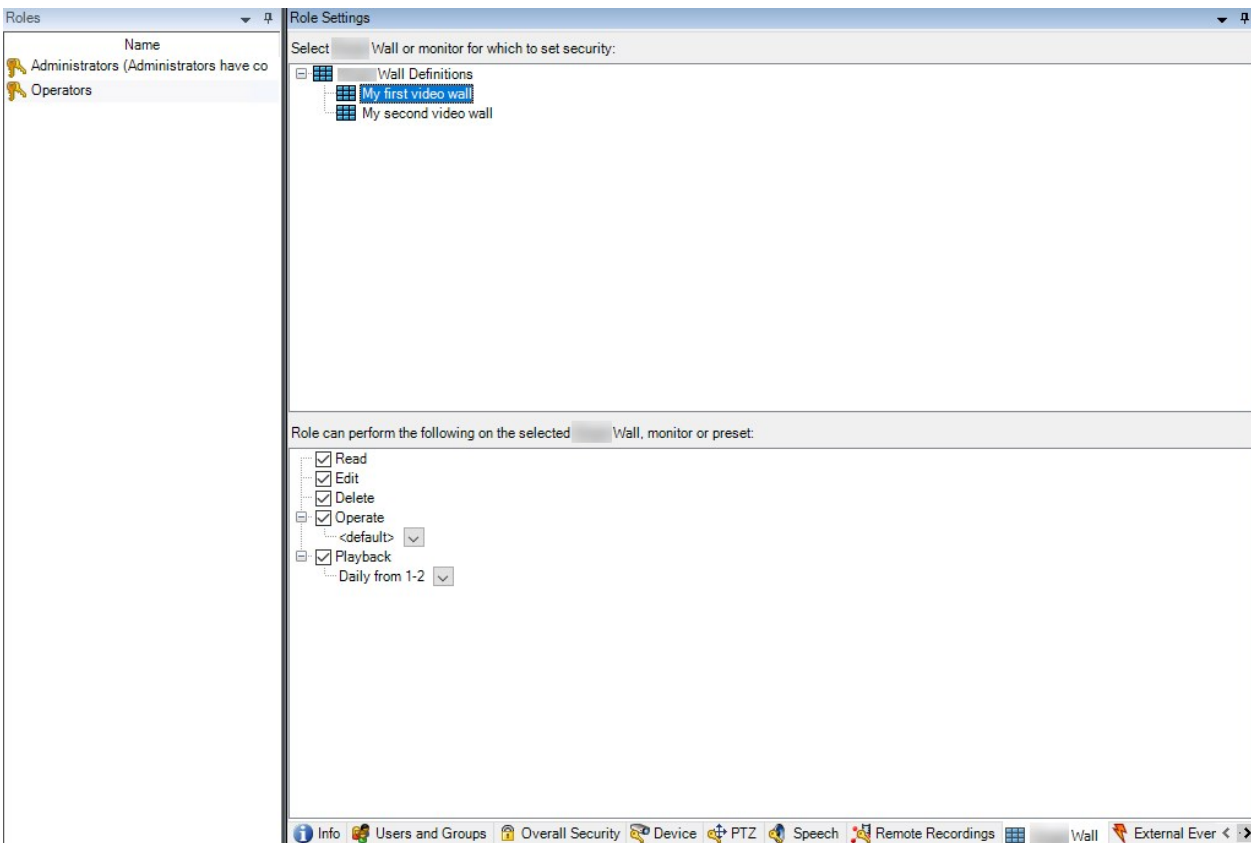 Roles
Name
Administrators (Administrators have co
Operators
Role Settings
Select Wall or monitor for which to set security:
Wall Definitions
My first video wall
My second video wall
Role can perform the following on the selected Wall, monitor or preset:
Read
Edit
Delete
Operate
<default>
Playback
Daily from 1-2
Info Users and Groups Overall Security Device PTZ Speech Remote Recordings Wall External Ever